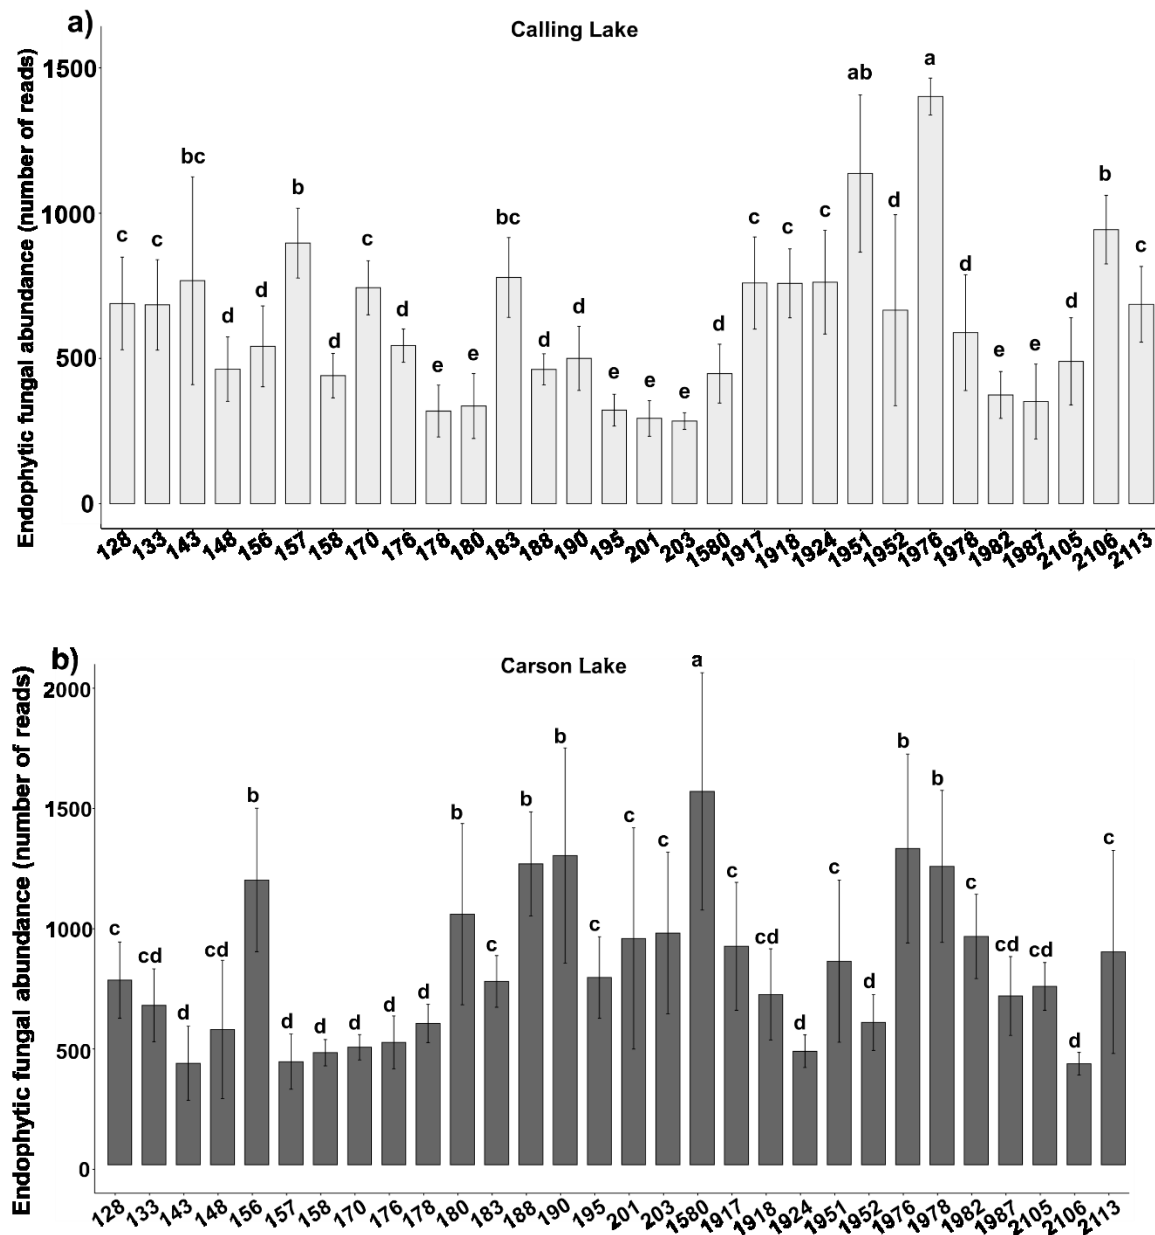 a)
Calling Lake
Endophytic fungal abundance (number of reads)
1500
1000
500
0
c c bc d d b d c d e e bc d d e e e d c c c ab d a d e e d b c
128 133 143 148 156 157 158 170 176 178 180 183 188 190 195 201 203 1580 1917 1918 1924 1951 1952 1976 1978 1982 1987 2105 2106 2113
b)
Carson Lake
Endophytic fungal abundance (number of reads)
2000
1500
1000
500
0
c cd d cd b d d d d d b c b b c c c a c cd d c d b b c cd cd d c
128 133 143 148 156 157 158 170 176 178 180 183 188 190 195 201 203 1580 1917 1918 1924 1951 1952 1976 1978 1982 1987 2105 2106 2113